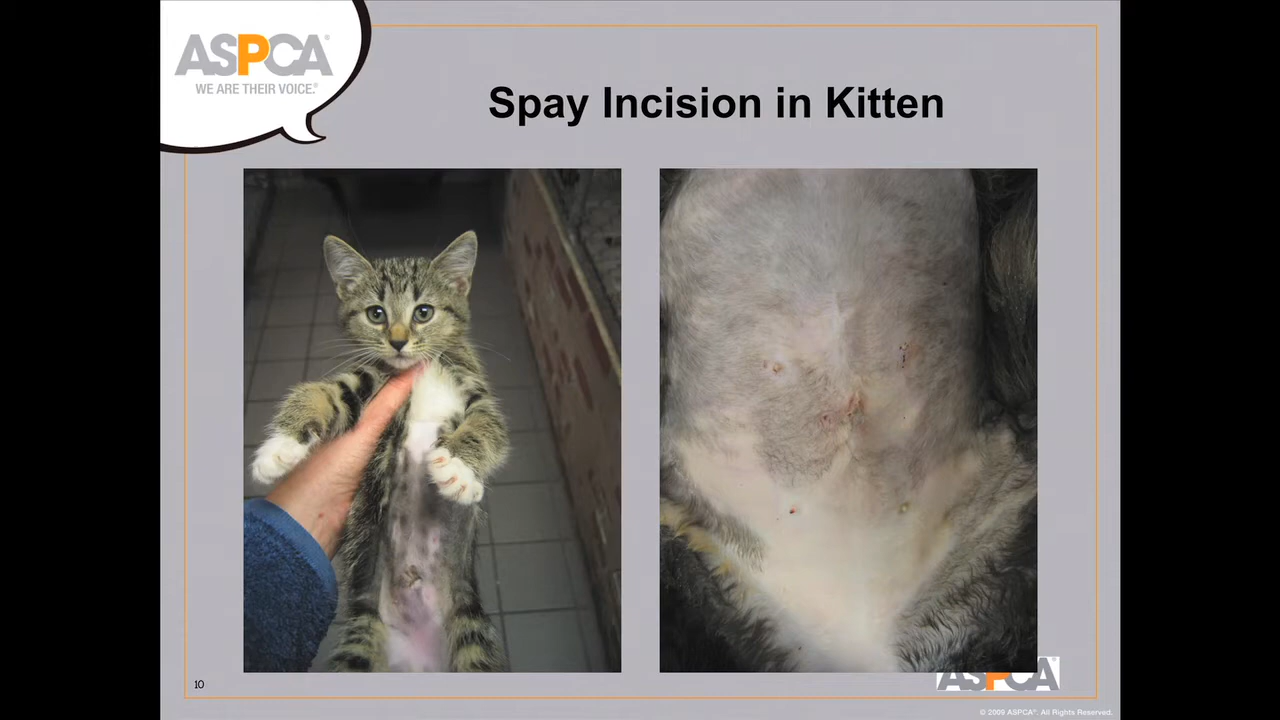 ASPCA®
WE ARE THEIR VOICE.®
Spay Incision in Kitten
10
ASPCA
© 2009 ASPCA®. All Rights Reserved.